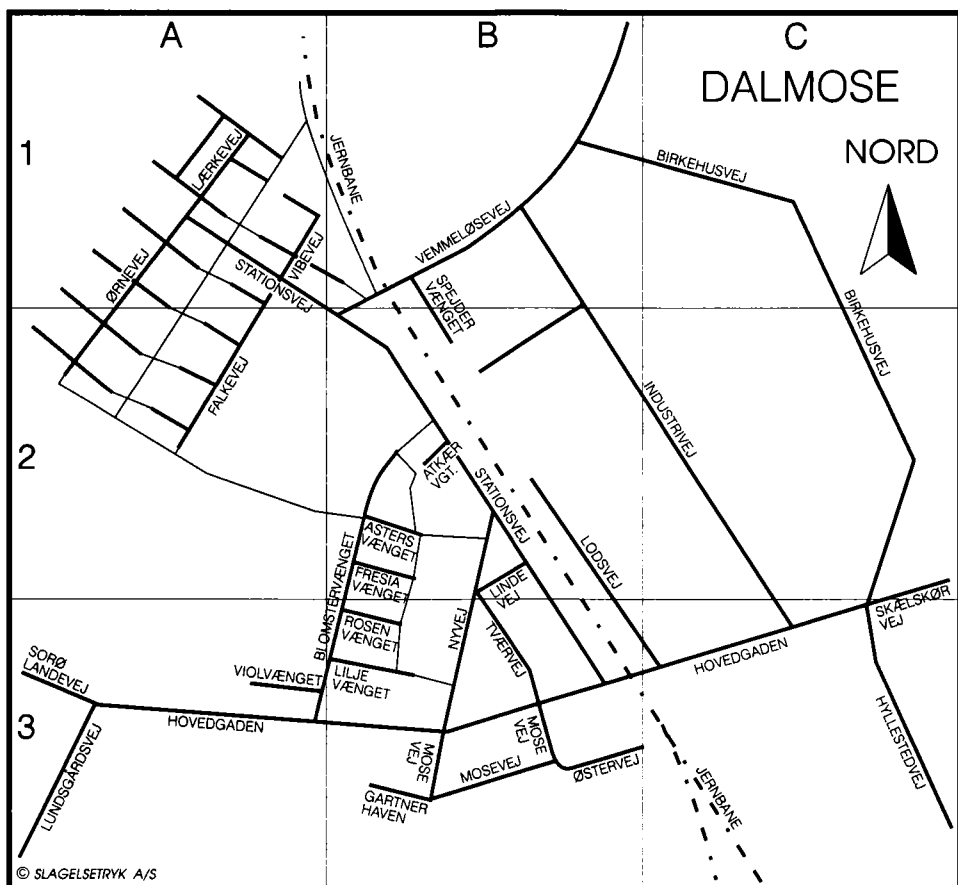 A
B
C
DALMOSE
NORD
1
2
3
LÆRKEVEJ
JERNBANE
BIRKEHUSVEJ
VEMMELØSEVEJ
VIBEVEJ
ØRNEVEJ
STATIONSVEJ
SPEJDER
VÆNGET
BIRKEHUSVEJ
FALKEVEJ
INDUSTRIVEJ
ATKÆR
VGT.
STATIONSVEJ
ASTERS
VÆNGET
LODSVEJ
FRESIA
VÆNGET
LINDE
VEJ
BLOMSTERVÆNGET
ROSEN
VÆNGET
NYVEJ
TVÆRVEJ
SKÆLSKØR
VEJ
SORØ
LANDEVEJ
VIOLVÆNGET
LILJE
VÆNGET
HOVEDGADEN
HOVEDGADEN
MOSE
VEJ
MOSE
VEJ
MOSEVEJ
ØSTERVEJ
HYLLESTEDVEJ
LUNDSGÅRDSVEJ
GARTNER
HAVEN
JERNBANE
© SLAGELSETRYK A/S